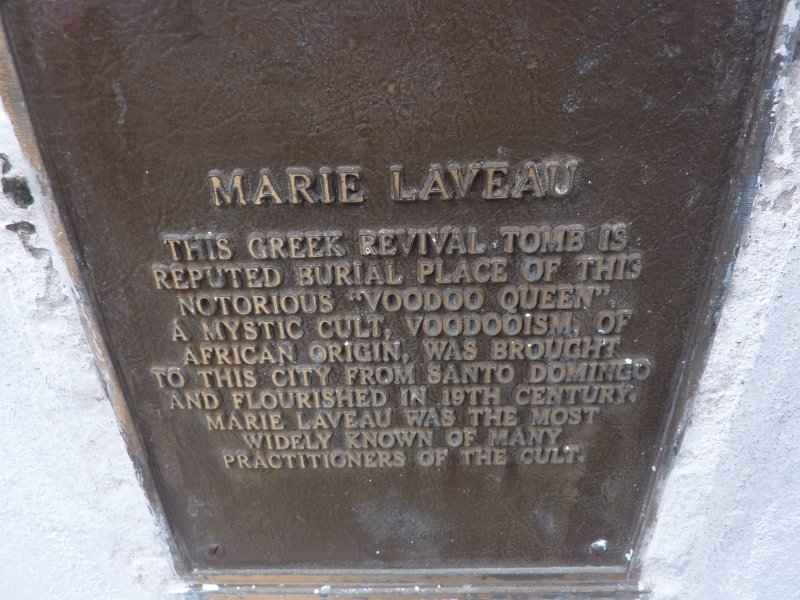 MARIE LAVEAU
THIS GREEK REVIVAL TOMB IS
REPUTED BURIAL PLACE OF THIS
NOTORIOUS "VOODOO QUEEN".
A MYSTIC CULT, VOODOOISM, OF
AFRICAN ORIGIN, WAS BROUGHT
TO THIS CITY FROM SANTO DOMINGO
AND FLOURISHED IN 19TH CENTURY.
MARIE LAVEAU WAS THE MOST
WIDELY KNOWN OF MANY
PRACTITIONERS OF THE CULT.